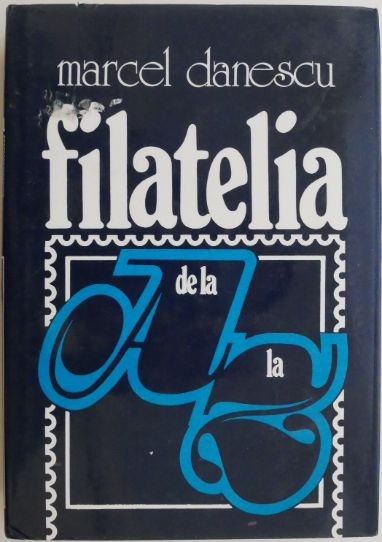 marcel danescu
filatelia
de la
A
la
Z